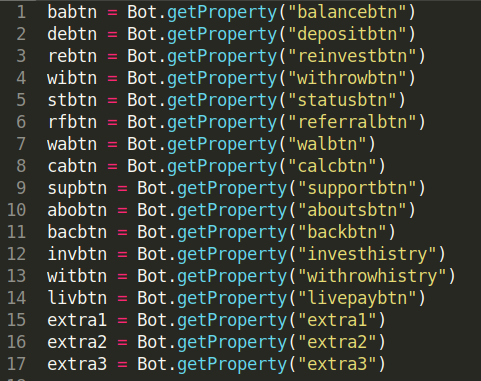 1 babtn = Bot.getProperty("balancebtn")
2 debtn = Bot.getProperty("depositbtn")
3 rebtn = Bot.getProperty("reinvestbtn")
4 wibtn = Bot.getProperty("withrowbtn")
5 stbtn = Bot.getProperty("statusbtn")
6 rfbtn = Bot.getProperty("referralbtn")
7 wabtn = Bot.getProperty("walbtn")
8 cabtn = Bot.getProperty("calcbtn")
9 supbtn = Bot.getProperty("supportbtn")
10 abobtn = Bot.getProperty("aboutsbtn")
11 bacbtn = Bot.getProperty("backbtn")
12 invbtn = Bot.getProperty("investhistry")
13 witbtn = Bot.getProperty("withrowhistry")
14 livbtn = Bot.getProperty("livepaybtn")
15 extra1 = Bot.getProperty("extra1")
16 extra2 = Bot.getProperty("extra2")
17 extra3 = Bot.getProperty("extra3")